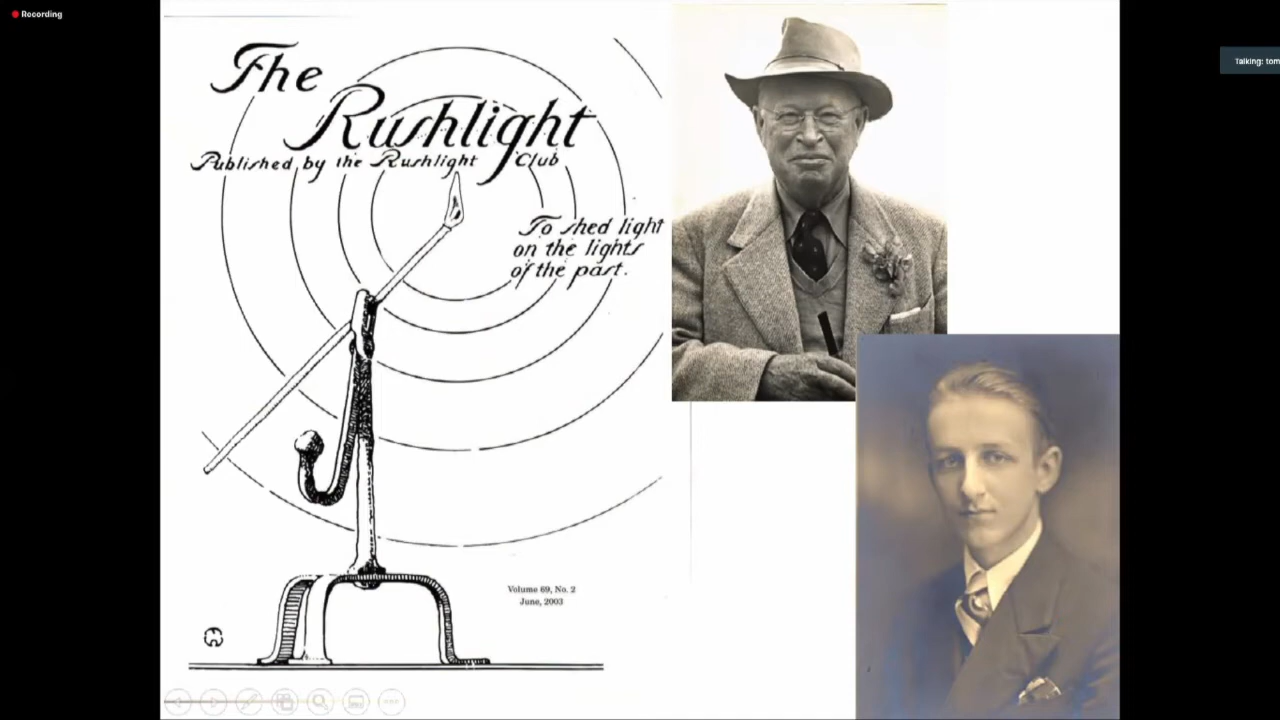 Recording
Talking: tom
The
Rushlight
Published by the Rushlight Club
To shed light
on the lights
of the past.
Volume 69, No. 2
June, 2003